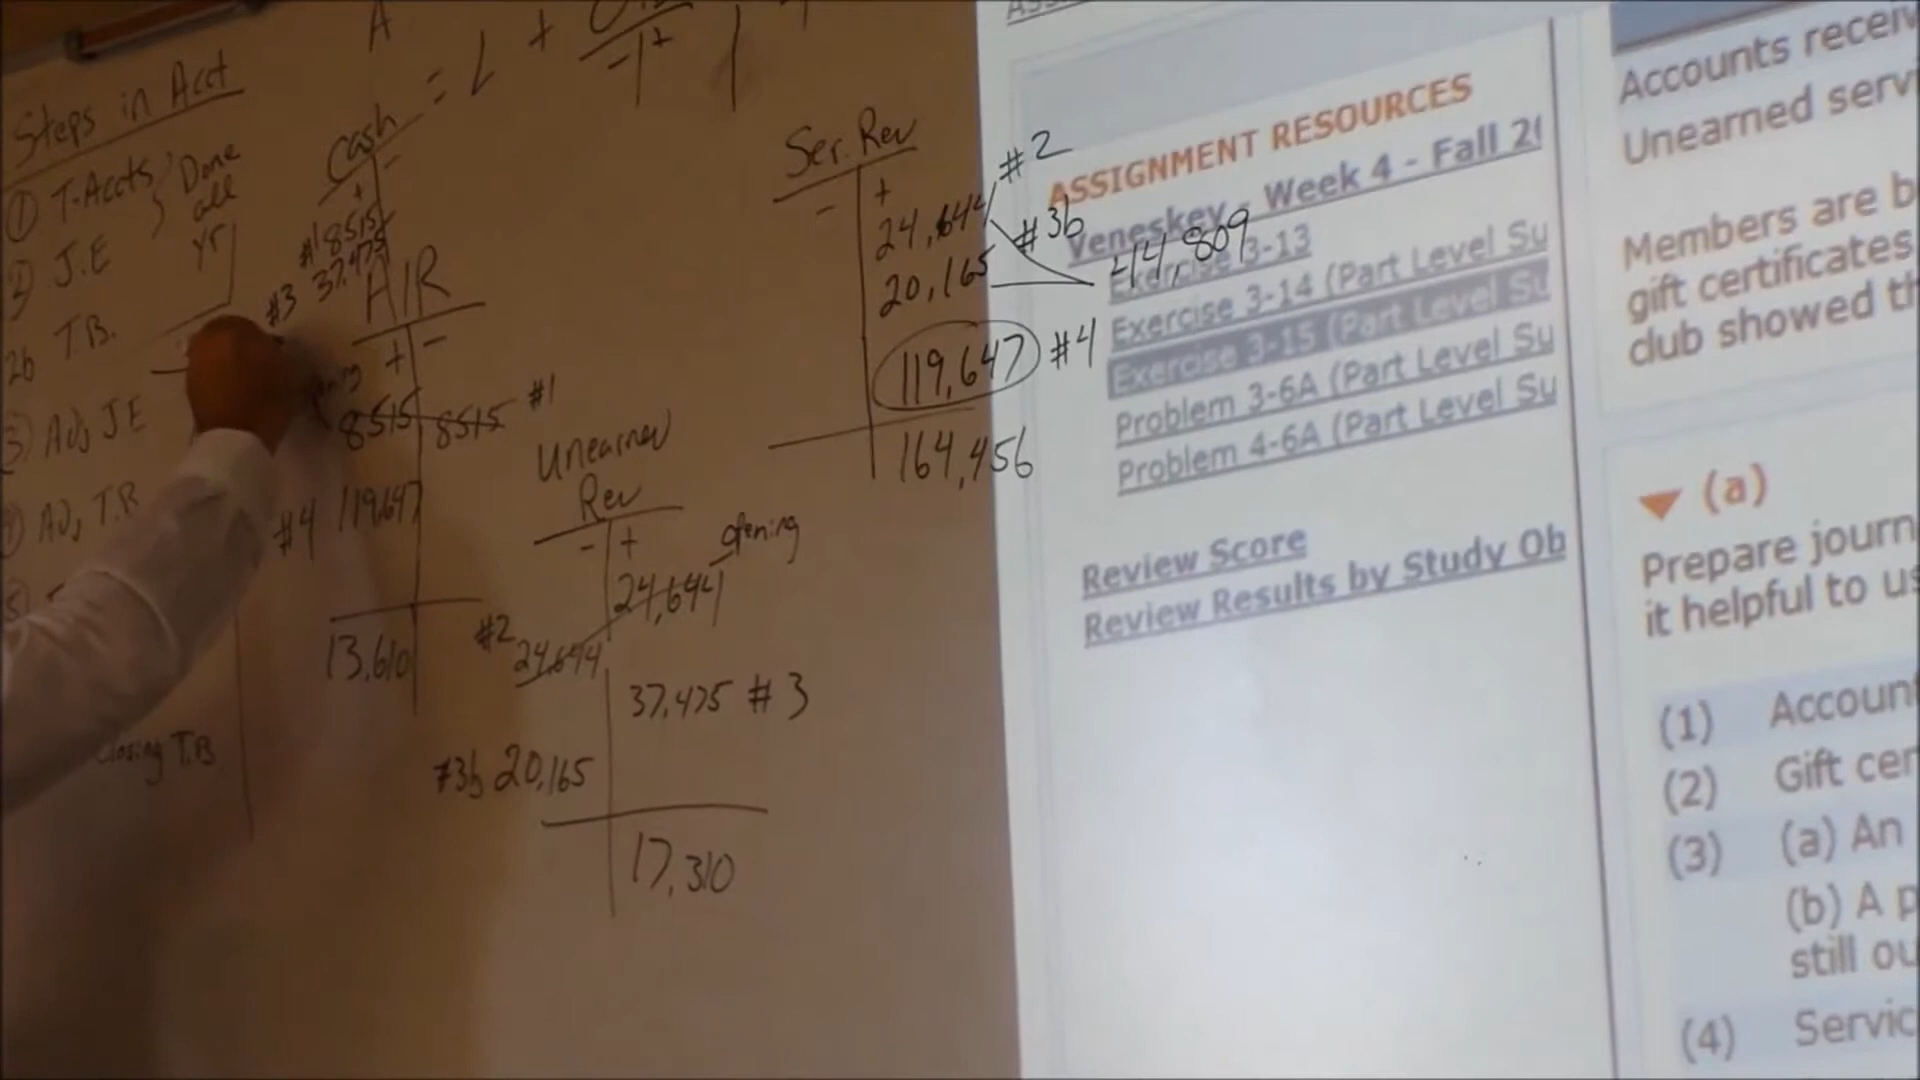 Steps in Acct
① T-Accts
Done
all
yr
J.E
2b T.B.
Adj JE
Adj T.B
Closing T.B
A
= L +
- +
Cash
+ -
#1 8515
#3 37,475
A/R
+ -
8515 8515 #1
#4 119,647
13,610
Unearned
Rev
- +
opening
24,644
#2 24,644
37,475 #3
#3b 20,165
17,310
Ser. Rev
- +
24,644 #2
20,165 #3b
44,809
119,647 #4
164,456
ASSIGNMENT RESOURCES
Veneskey - Week 4 - Fall
Exercise 3-13
Exercise 3-14 (Part Level Su
Exercise 3-15 (Part Level Su
Problem 3-6A (Part Level Su
Problem 4-6A (Part Level Su
Review Score
Review Results by Study Ob
Accounts receiv
Unearned serv
Members are b
gift certificates
club showed th
(a)
Prepare journ
it helpful to us
(1) Accoun
(2) Gift cer
(3) (a) An
(b) A p
still ou
(4) Servic